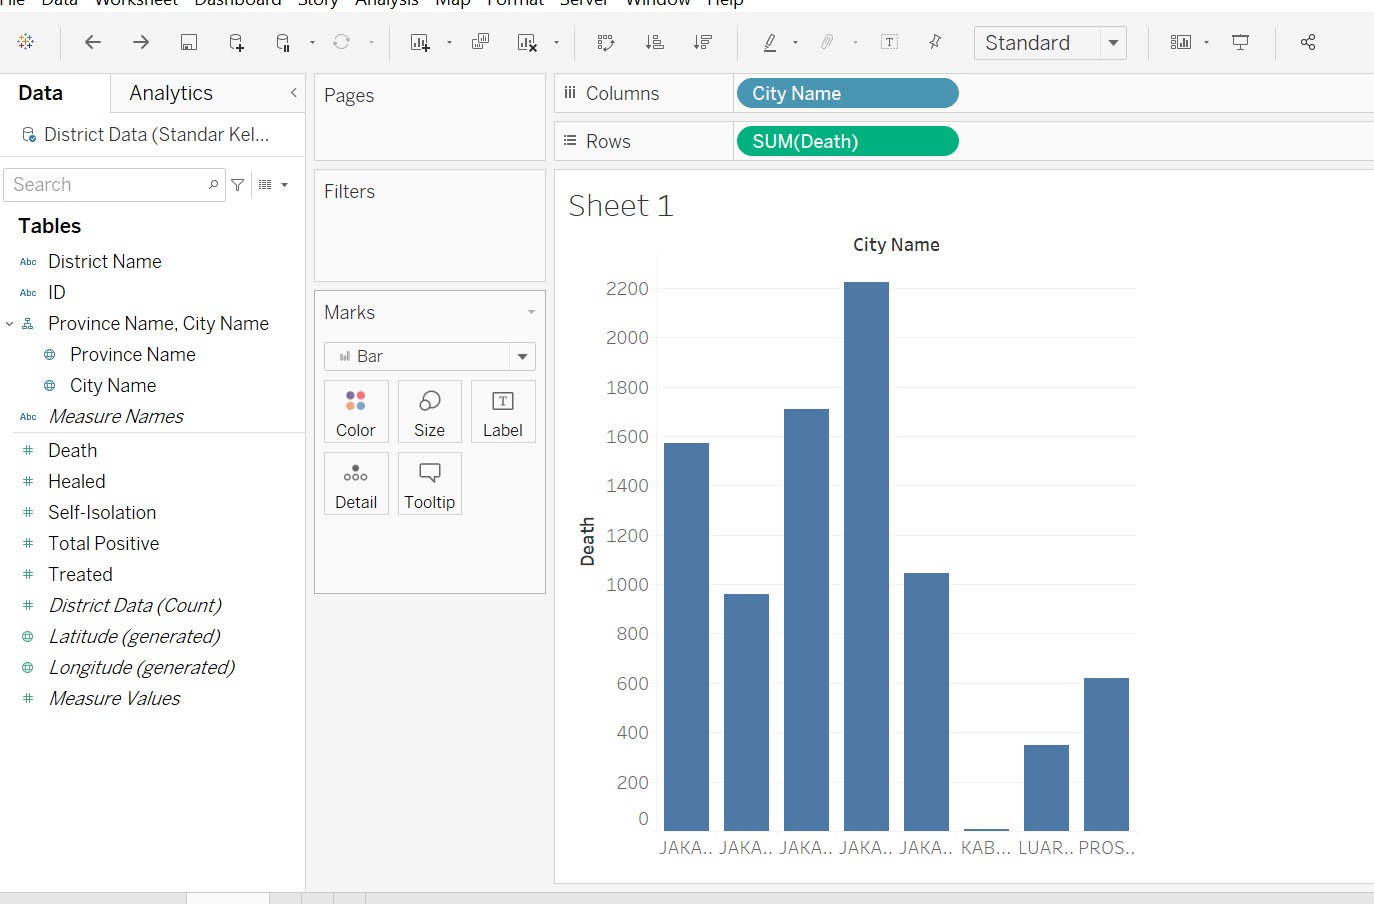 File Data Worksheet Dashboard Story Analysis Map Format Server Window Help
Standard
Data Analytics
District Data (Standar Kel...
Search
Tables
Abc District Name
Abc ID
Province Name, City Name
Province Name
City Name
Abc Measure Names
# Death
# Healed
# Self-Isolation
# Total Positive
# Treated
# District Data (Count)
Latitude (generated)
Longitude (generated)
# Measure Values
Pages
Filters
Marks
Bar
Color Size Label
Detail Tooltip
Columns City Name
Rows SUM(Death)
Sheet 1
City Name
2200
2000
1800
1600
1400
1200
1000
800
600
400
200
0
Death
JAKA.. JAKA.. JAKA.. JAKA.. JAKA.. KAB... LUAR.. PROS..